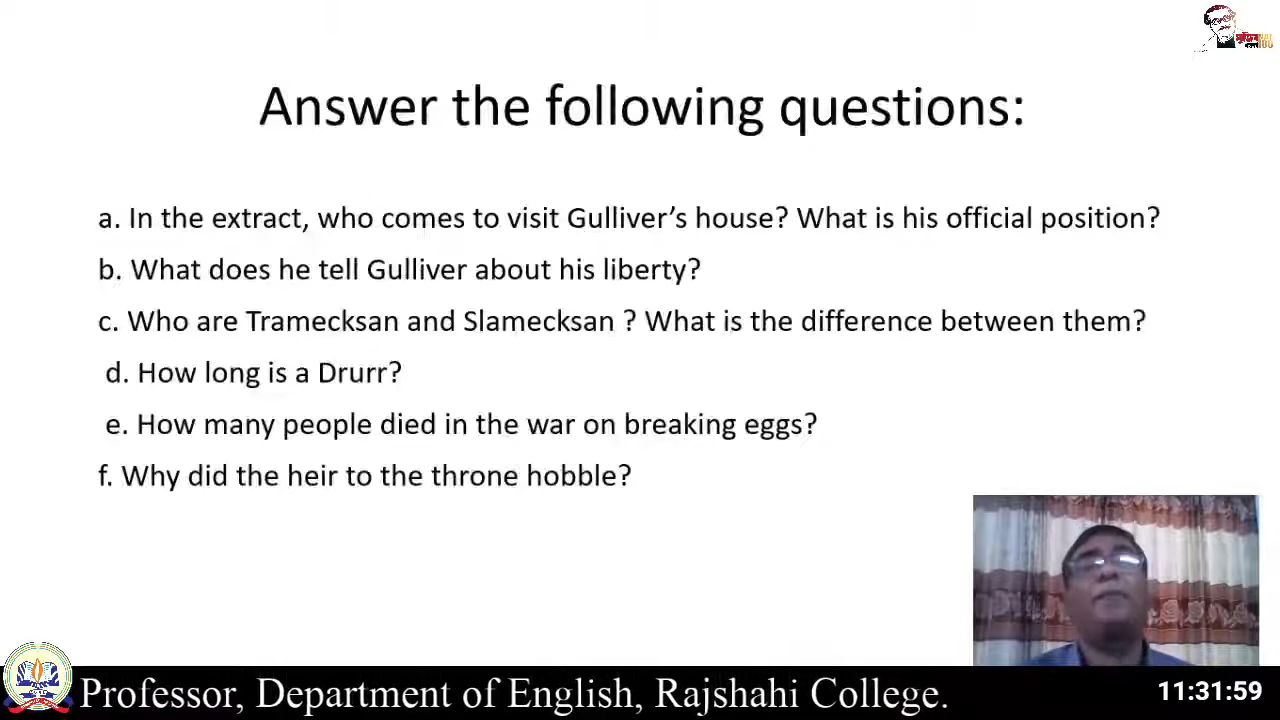 Answer the following questions:
a. In the extract, who comes to visit Gulliver’s house? What is his official position?
b. What does he tell Gulliver about his liberty?
c. Who are Tramecksan and Slamecksan ? What is the difference between them?
d. How long is a Drurr?
e. How many people died in the war on breaking eggs?
f. Why did the heir to the throne hobble?
Professor, Department of English, Rajshahi College.
11:31:59